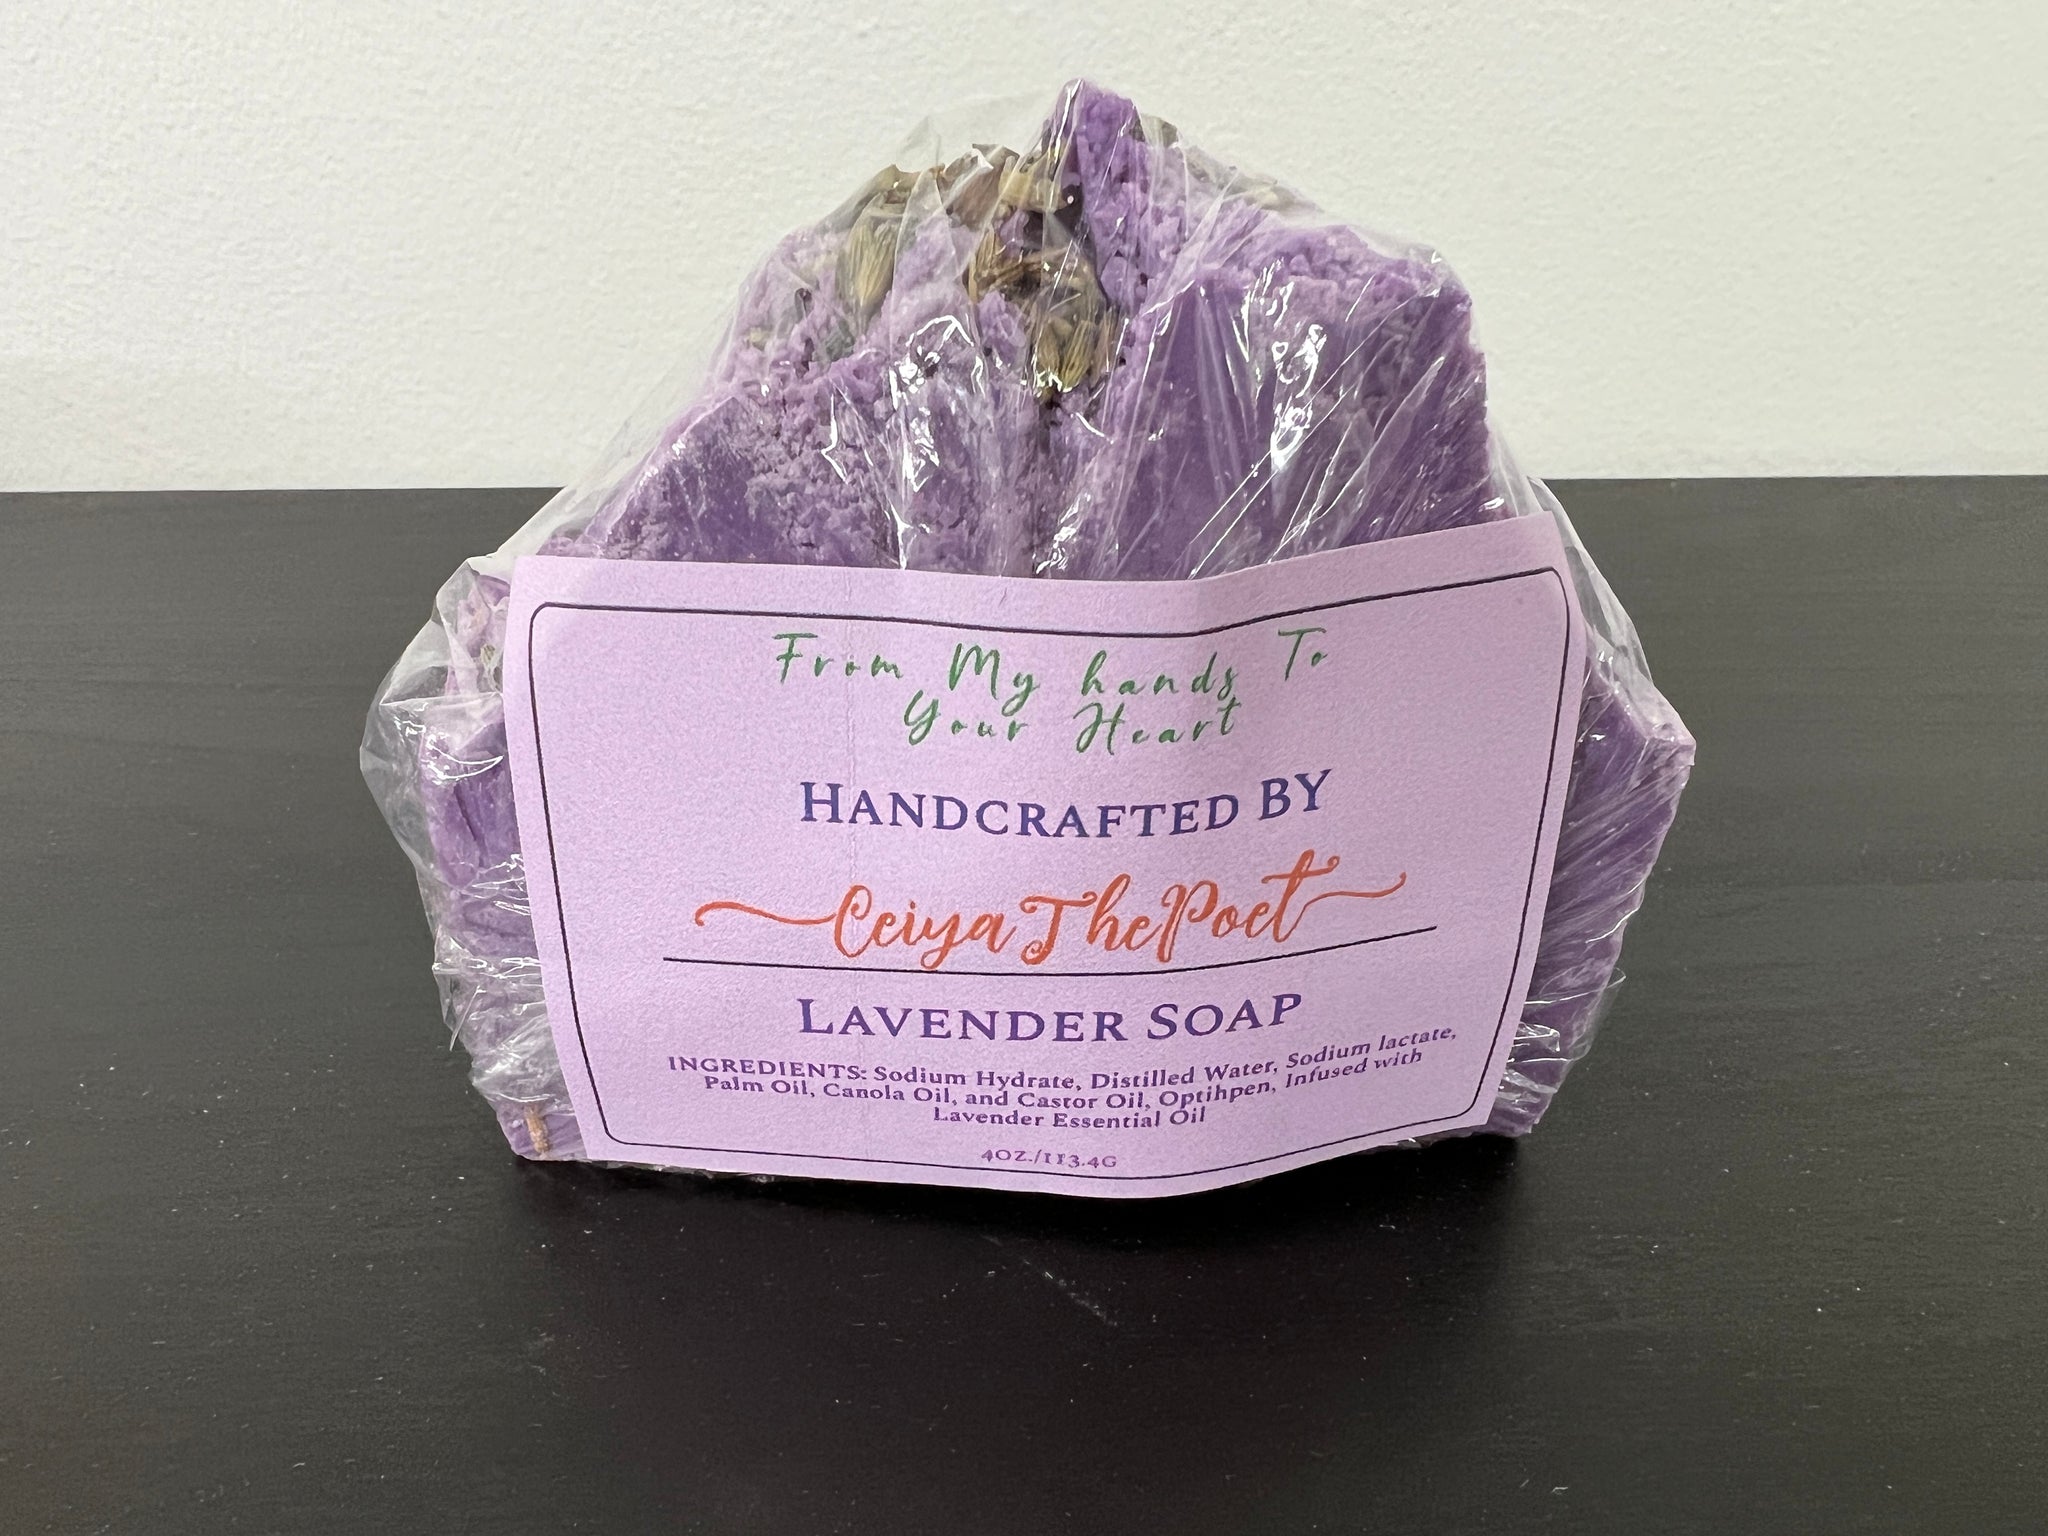 From My hands To
Your Heart
HANDCRAFTED BY
CeiyaThePoet
LAVENDER SOAP
INGREDIENTS: Sodium Hydrate, Distilled Water, Sodium lactate,
Palm Oil, Canola Oil, and Castor Oil, Optihpen, Infused with
Lavender Essential Oil
4OZ./113.4G